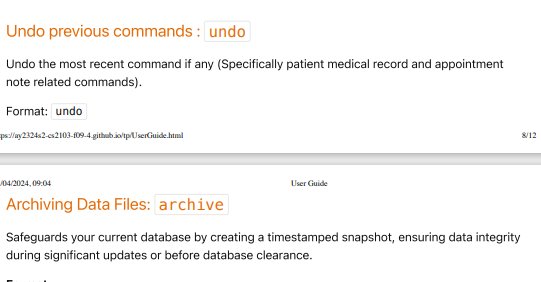 Undo previous commands : undo
Undo the most recent command if any (Specifically patient medical record and appointment
note related commands).
Format: undo
ps://ay2324s2-cs2103-f09-4.github.io/tp/UserGuide.html 8/12
/04/2024, 09:04 User Guide
Archiving Data Files: archive
Safeguards your current database by creating a timestamped snapshot, ensuring data integrity
during significant updates or before database clearance.